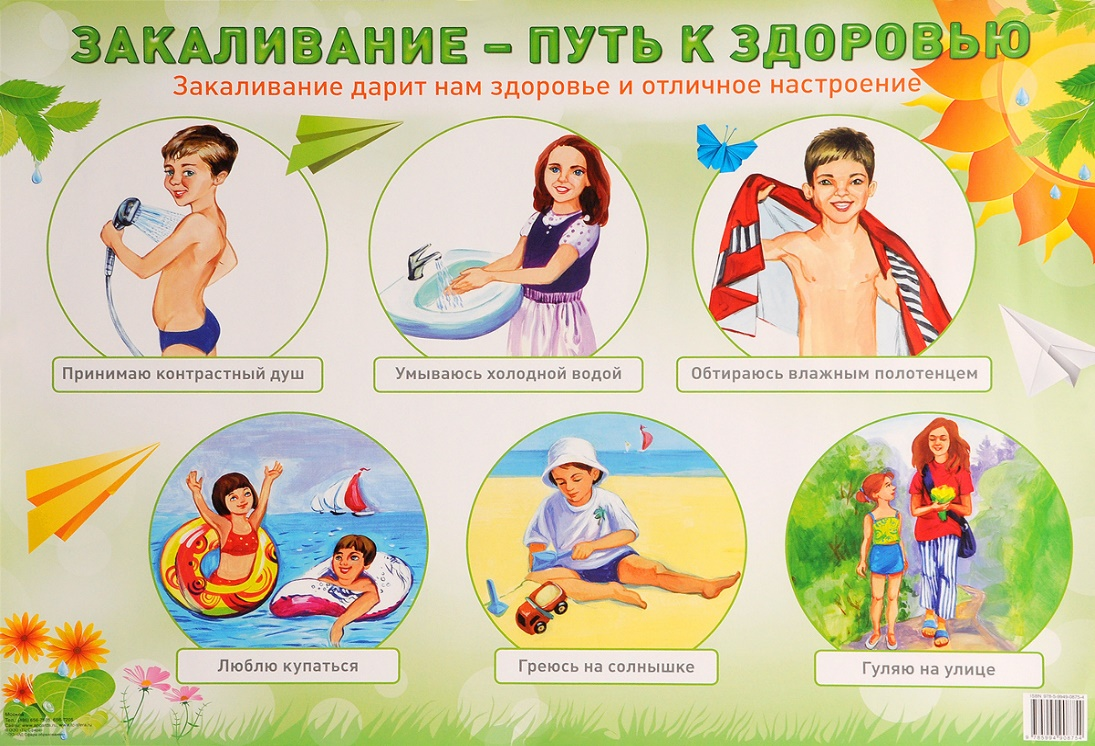 ЗАКАЛИВАНИЕ – ПУТЬ К ЗДОРОВЬЮ
Закаливание дарит нам здоровье и отличное настроение
Принимаю контрастный душ
Умываюсь холодной водой
Обтираюсь влажным полотенцем
Люблю купаться
Греюсь на солнышке
Гуляю на улице